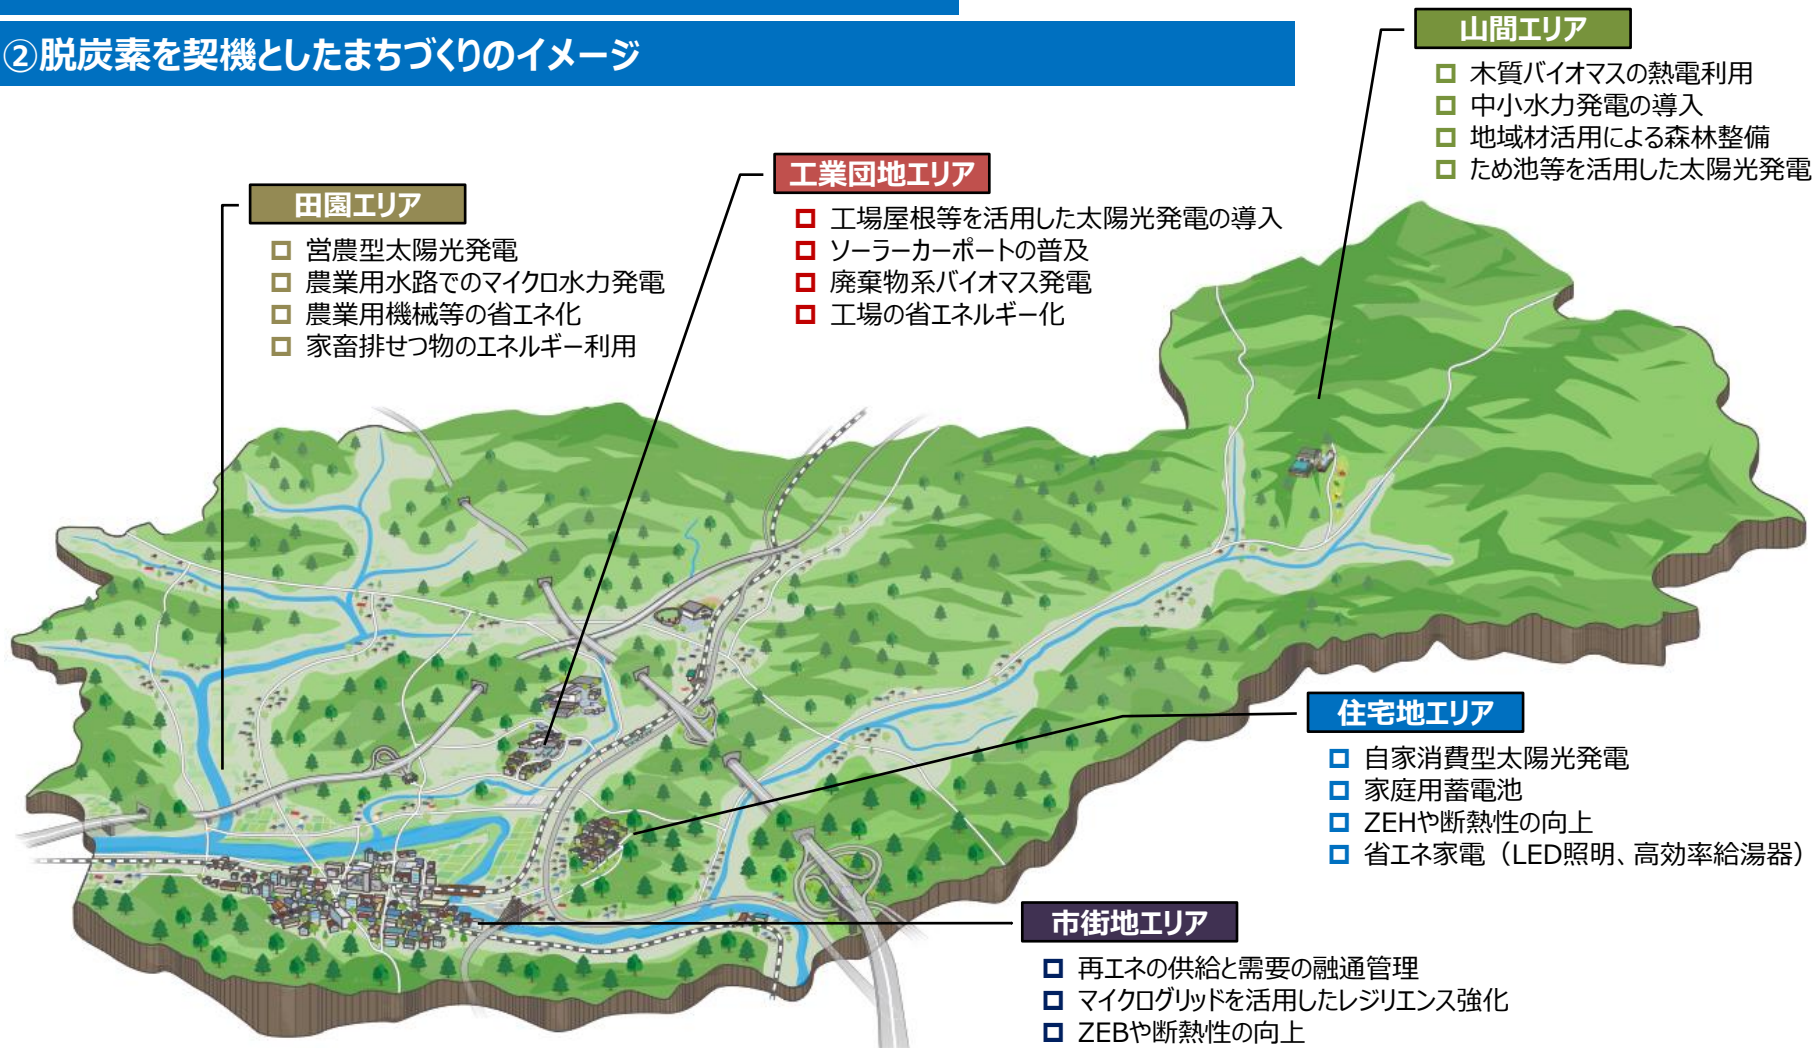 ②脱炭素を契機としたまちづくりのイメージ
山間エリア
木質バイオマスの熱電利用
中小水力発電の導入
地域材活用による森林整備
ため池等を活用した太陽光発電
工業団地エリア
工場屋根等を活用した太陽光発電の導入
ソーラーカーポートの普及
廃棄物系バイオマス発電
工場の省エネルギー化
田園エリア
営農型太陽光発電
農業用水路でのマイクロ水力発電
農業用機械等の省エネ化
家畜排せつ物のエネルギー利用
住宅地エリア
自家消費型太陽光発電
家庭用蓄電池
ZEHや断熱性の向上
省エネ家電（LED照明、高効率給湯器）
市街地エリア
再エネの供給と需要の融通管理
マイクログリッドを活用したレジリエンス強化
ZEBや断熱性の向上